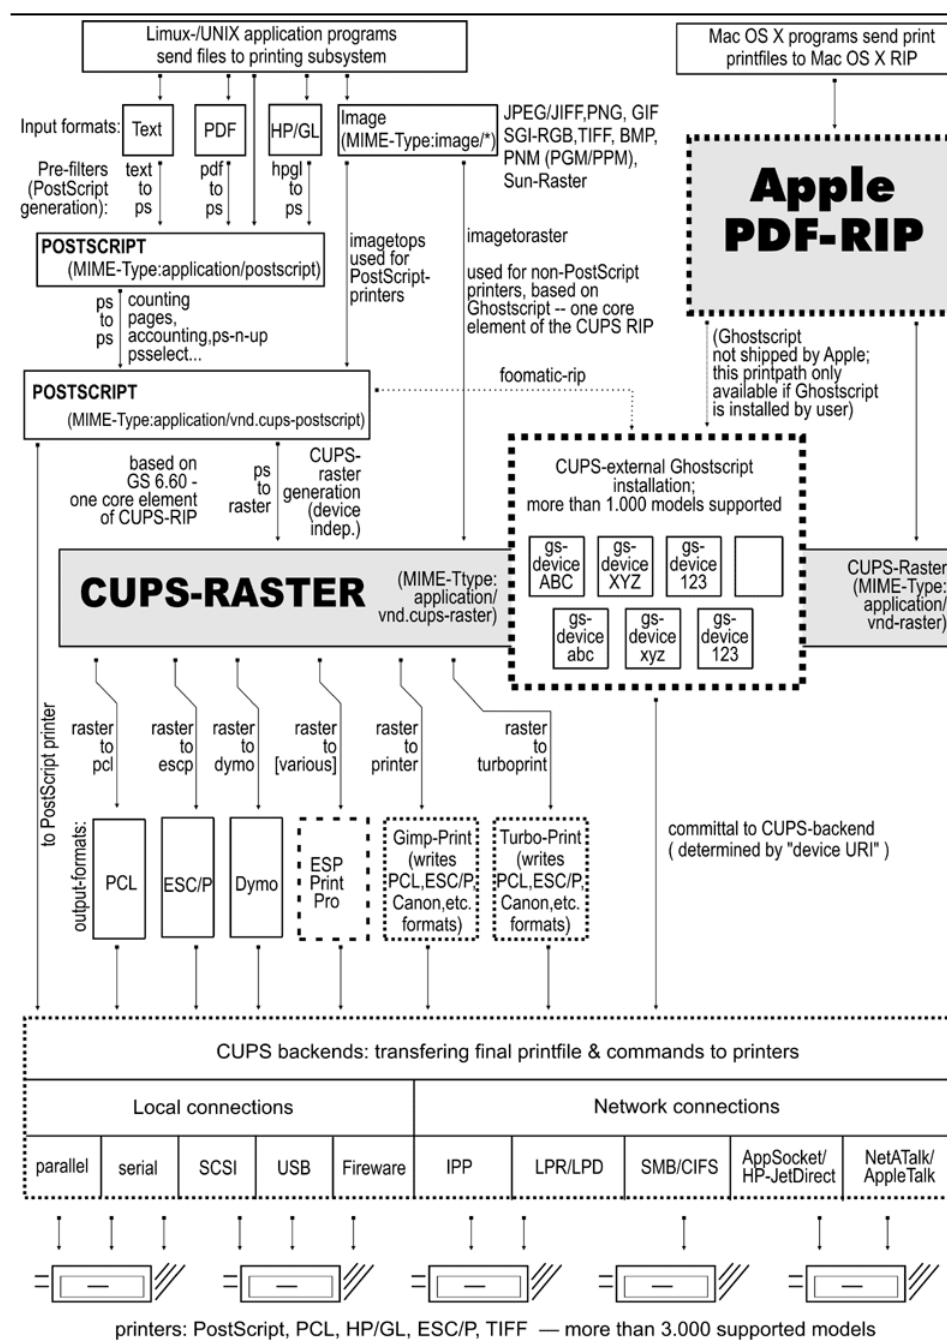 Limux-/UNIX application programs
send files to printing subsystem
Mac OS X programs send print
printfiles to Mac OS X RIP
Input formats:
Text
PDF
HP/GL
Image
(MIME-Type:image/*)
JPEG/JIFF,PNG, GIF
SGI-RGB,TIFF, BMP,
PNM (PGM/PPM),
Sun-Raster
Apple
PDF-RIP
Pre-filters
(PostScript
generation):
text
to
ps
pdf
to
ps
hpgl
to
ps
POSTSCRIPT
(MIME-Type:application/postscript)
imagetops
used for
PostScript-
printers
imagetoraster
used for non-PostScript
printers, based on
Ghostscript -- one core
element of the CUPS RIP
ps
to
ps
counting
pages,
accounting,ps-n-up
psselect...
(Ghostscript
not shipped by Apple;
this printpath only
available if Ghostscript
is installed by user)
POSTSCRIPT
(MIME-Type:application/vnd.cups-postscript)
foomatic-rip
based on
GS 6.60 -
one core element
of CUPS-RIP
ps
to
raster
CUPS-
raster
generation
(device
indep.)
CUPS-external Ghostscript
installation;
more than 1.000 models supported
gs-
device
ABC
gs-
device
XYZ
gs-
device
123
gs-
device
abc
gs-
device
xyz
gs-
device
123
CUPS-RASTER
(MIME-Ttype:
application/
vnd.cups-raster)
CUPS-Raster
(MIME-Type:
application/
vnd-raster)
to PostScript printer
raster
to
pcl
raster
to
escp
raster
to
dymo
raster
to
[various]
raster
to
printer
raster
to
turboprint
output-formats:
PCL
ESC/P
Dymo
ESP
Print
Pro
Gimp-Print
(writes
PCL,ESC/P,
Canon,etc.
formats)
Turbo-Print
(writes
PCL,ESC/P,
Canon,etc.
formats)
committal to CUPS-backend
( determined by "device URI" )
CUPS backends: transfering final printfile & commands to printers
Local connections
Network connections
parallel
serial
SCSI
USB
Fireware
IPP
LPR/LPD
SMB/CIFS
AppSocket/
HP-JetDirect
NetATalk/
AppleTalk
printers: PostScript, PCL, HP/GL, ESC/P, TIFF — more than 3.000 supported models